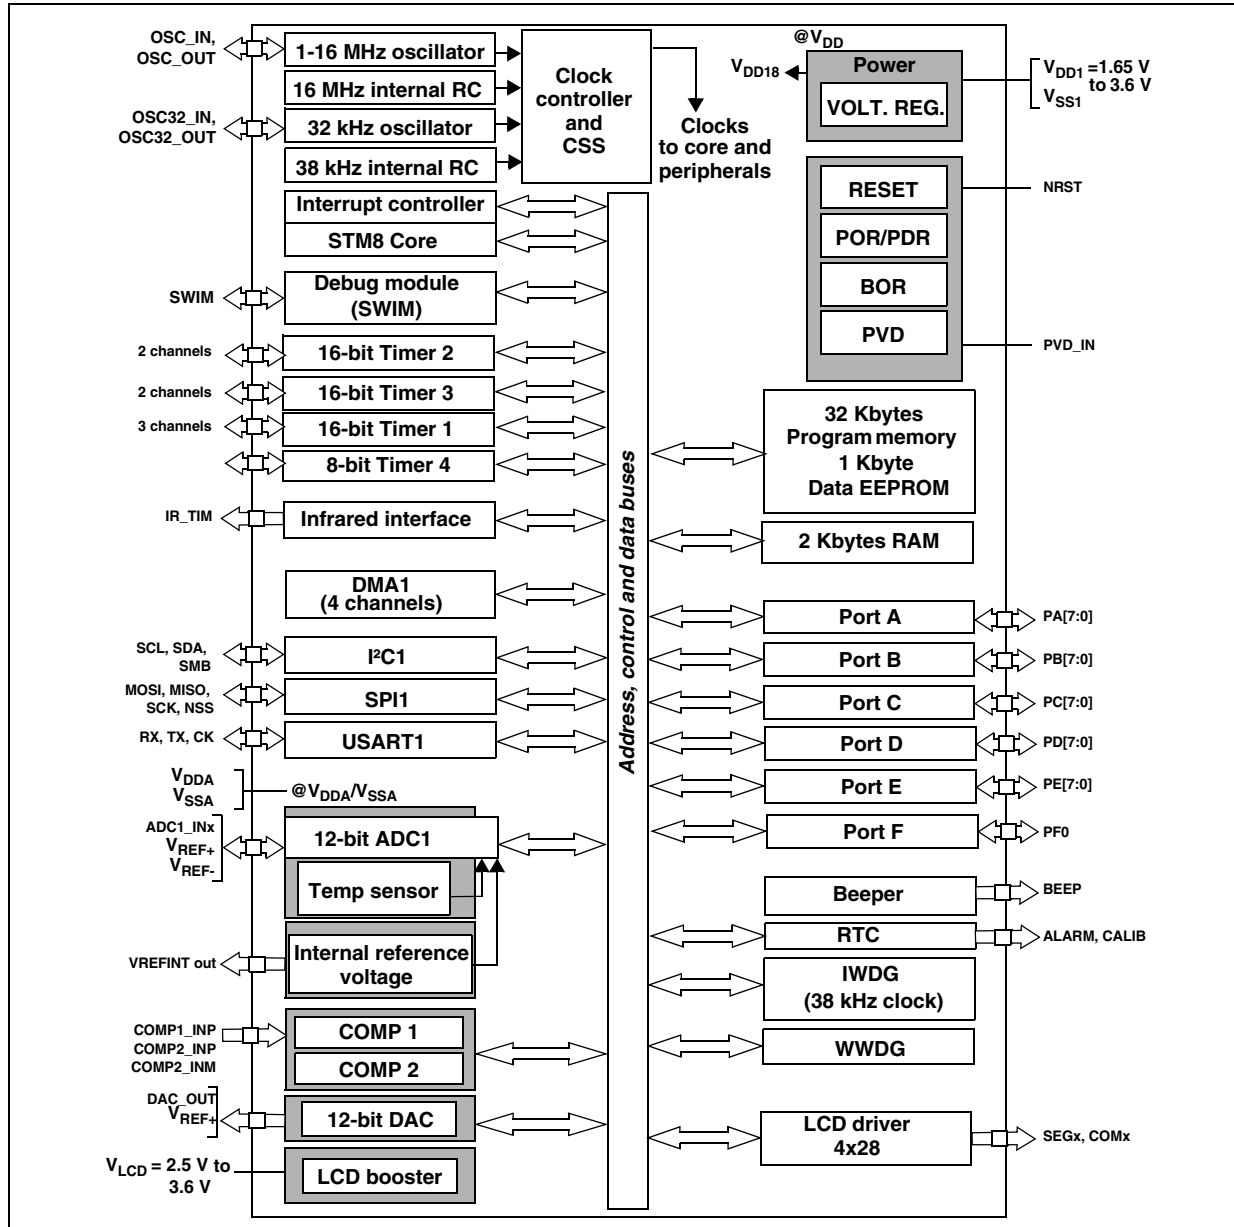 OSC_IN,
OSC_OUT
1-16 MHz oscillator
16 MHz internal RC
OSC32_IN,
OSC32_OUT
32 kHz oscillator
38 kHz internal RC
Clock
controller
and
CSS
Clocks
to core and
peripherals
@VDD
VDD18
Power
VOLT. REG.
VDD1 =1.65 V
to 3.6 V
VSS1
RESET
NRST
POR/PDR
BOR
PVD
PVD_IN
Interrupt controller
STM8 Core
SWIM
Debug module
(SWIM)
2 channels
16-bit Timer 2
2 channels
16-bit Timer 3
3 channels
16-bit Timer 1
8-bit Timer 4
IR_TIM
Infrared interface
DMA1
(4 channels)
SCL, SDA,
SMB
I²C1
MOSI, MISO,
SCK, NSS
SPI1
RX, TX, CK
USART1
VDDA
VSSA
@VDDA/VSSA
ADC1_INx
VREF+
VREF-
12-bit ADC1
Temp sensor
VREFINT out
Internal reference
voltage
COMP1_INP
COMP2_INP
COMP2_INM
COMP 1
COMP 2
DAC_OUT
VREF+
12-bit DAC
VLCD = 2.5 V to
3.6 V
LCD booster
Address, control and data buses
32 Kbytes
Program memory
1 Kbyte
Data EEPROM
2 Kbytes RAM
Port A
PA[7:0]
Port B
PB[7:0]
Port C
PC[7:0]
Port D
PD[7:0]
Port E
PE[7:0]
Port F
PF0
Beeper
BEEP
RTC
ALARM, CALIB
IWDG
(38 kHz clock)
WWDG
LCD driver
4x28
SEGx, COMx